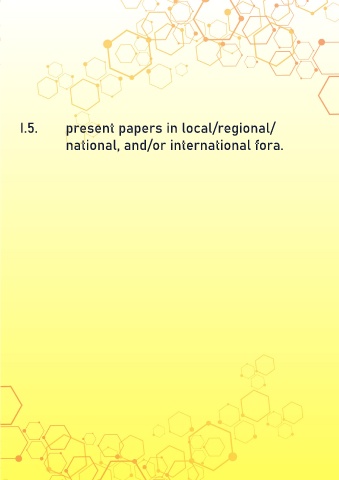 I.5. present papers in local/regional/
national, and/or international fora.